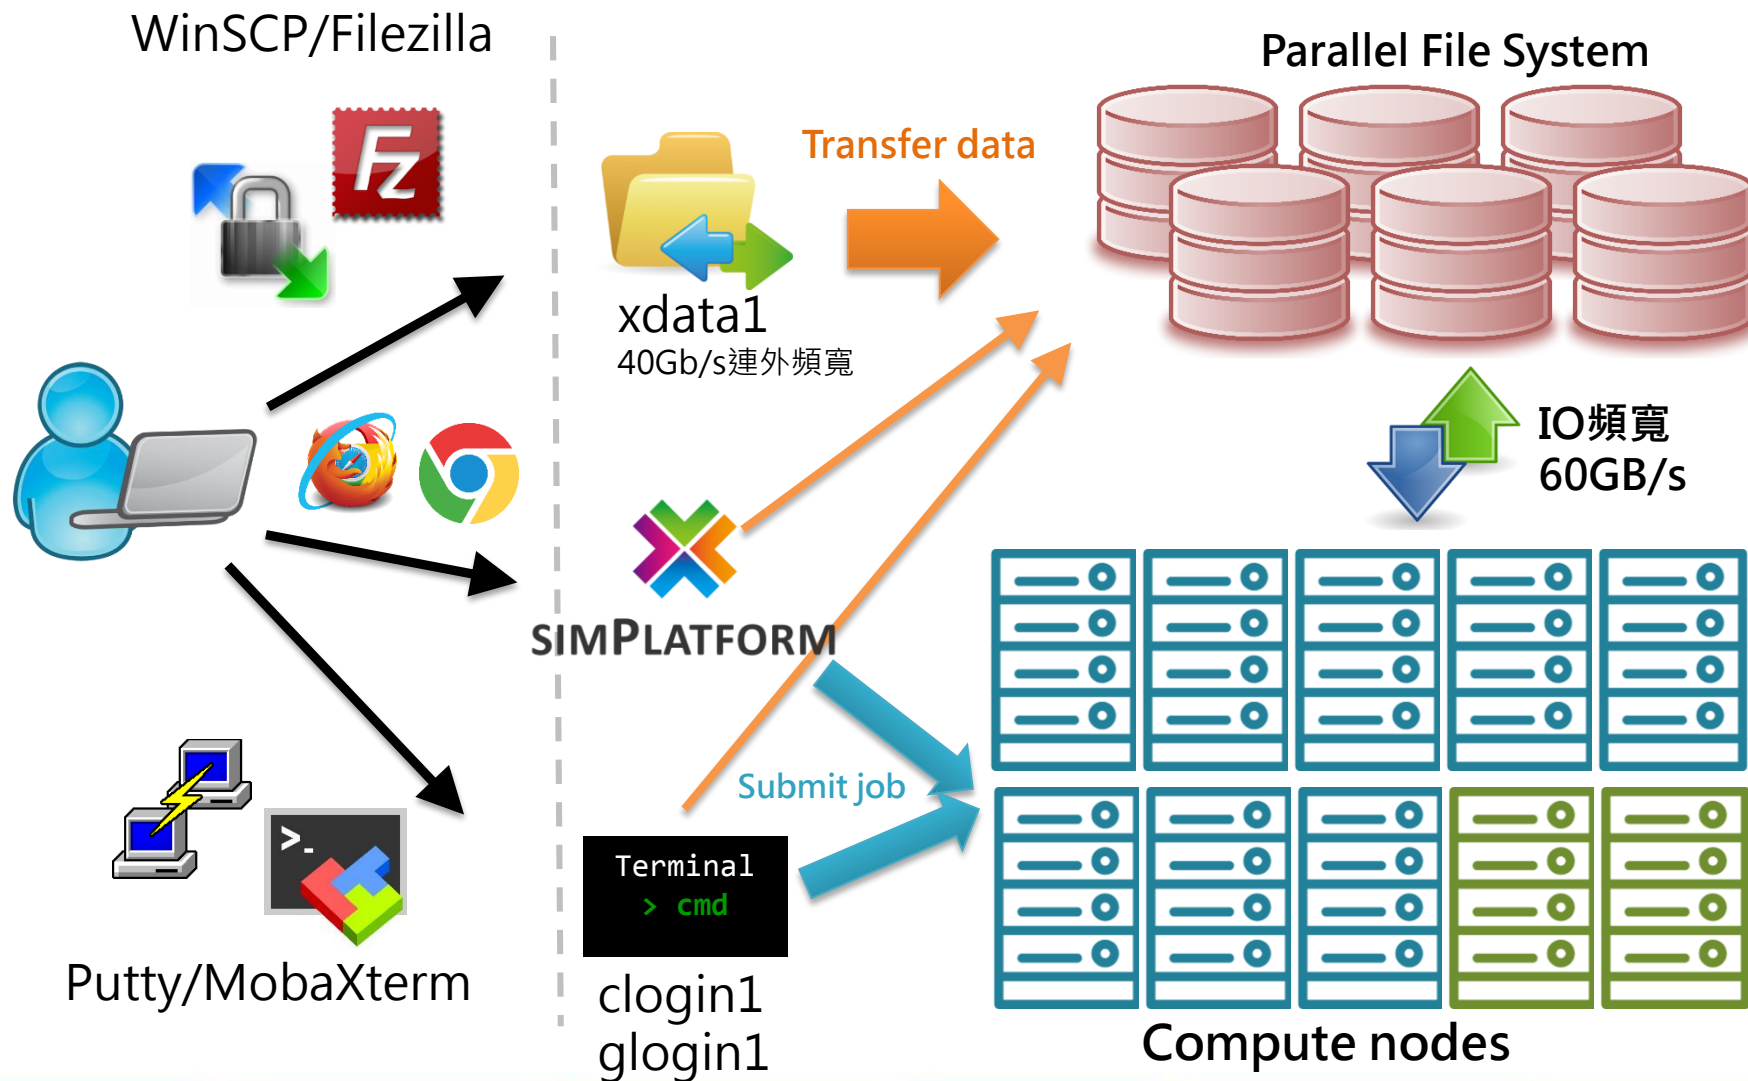 WinSCP/Filezilla
Parallel File System
Fz
Transfer data
xdata1
40Gb/s連外頻寬
IO頻寬
60GB/s
SIMPLATFORM
Submit job
>_
Terminal
> cmd
Putty/MobaXterm
clogin1
glogin1
Compute nodes